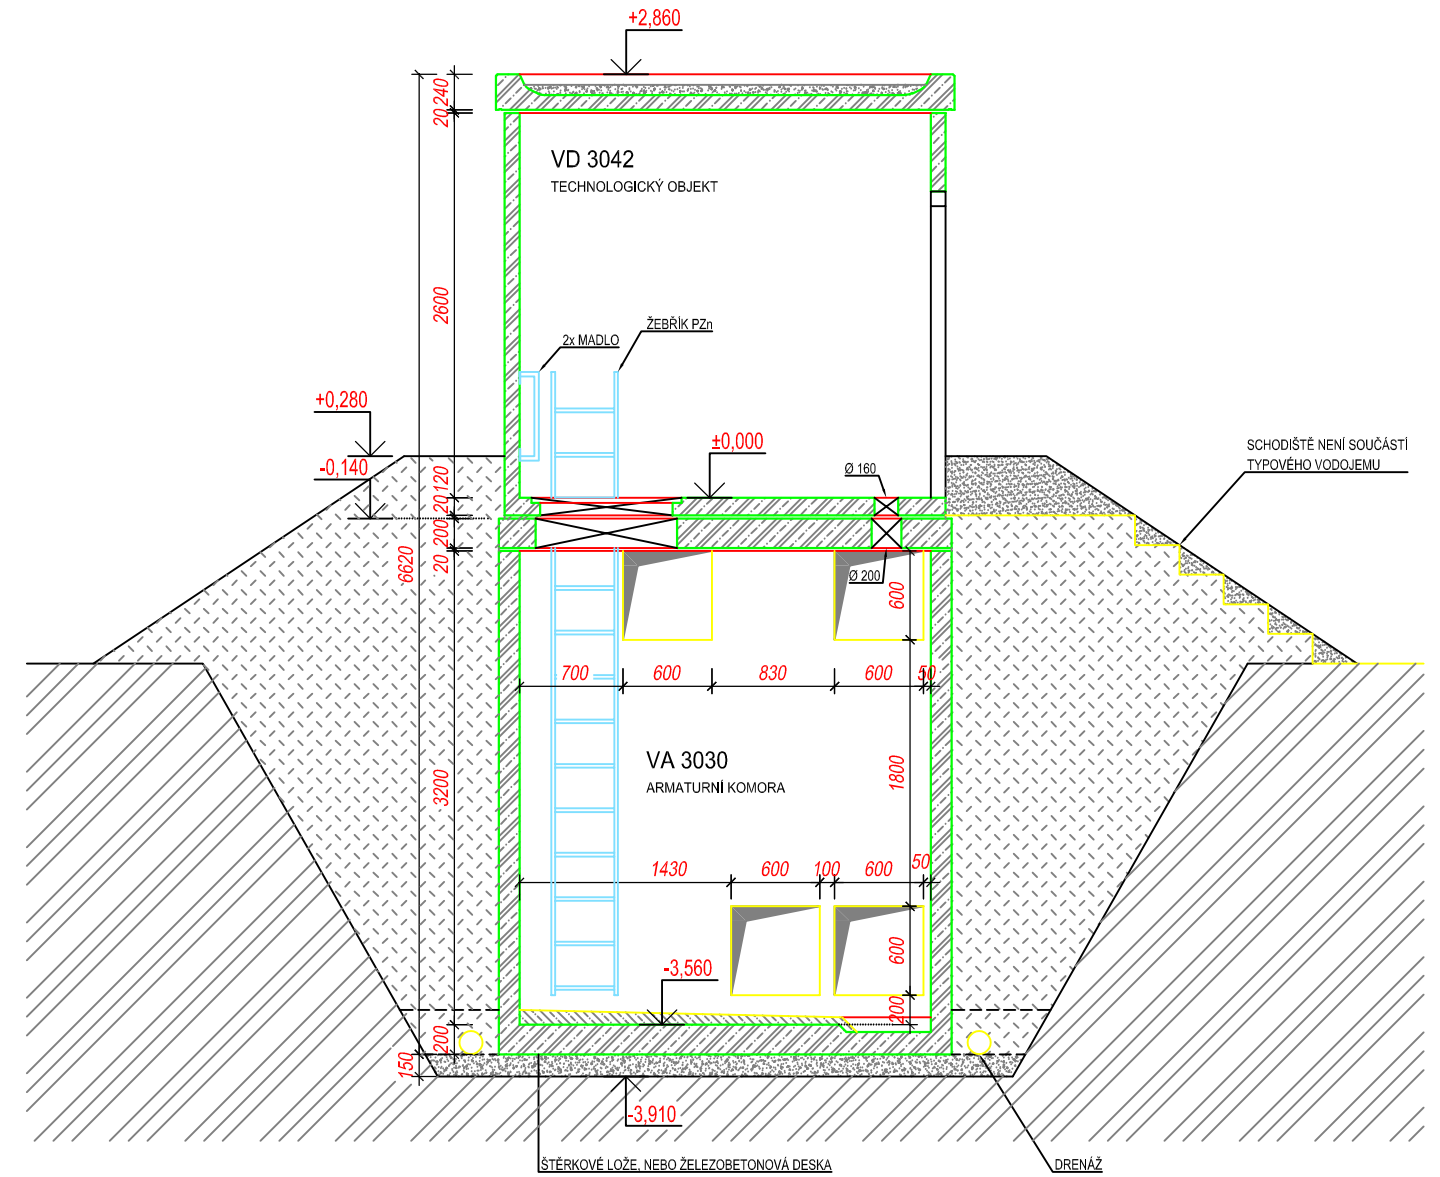 +2,860
240
20
VD 3042
TECHNOLOGICKÝ OBJEKT
2600
ŽEBŘÍK PZn
2x MADLO
+0,280
±0,000
SCHODIŠTĚ NENÍ SOUČÁSTÍ
TYPOVÉHO VODOJEMU
-0,140
Ø 160
120
20
200
20
6620
Ø 200
600
700
600
830
600
50
VA 3030
ARMATURNÍ KOMORA
3200
1800
1430
600
100
600
50
600
-3,560
200
200
150
-3,910
ŠTĚRKOVÉ LOŽE, NEBO ŽELEZOBETONOVÁ DESKA
DRENÁŽ